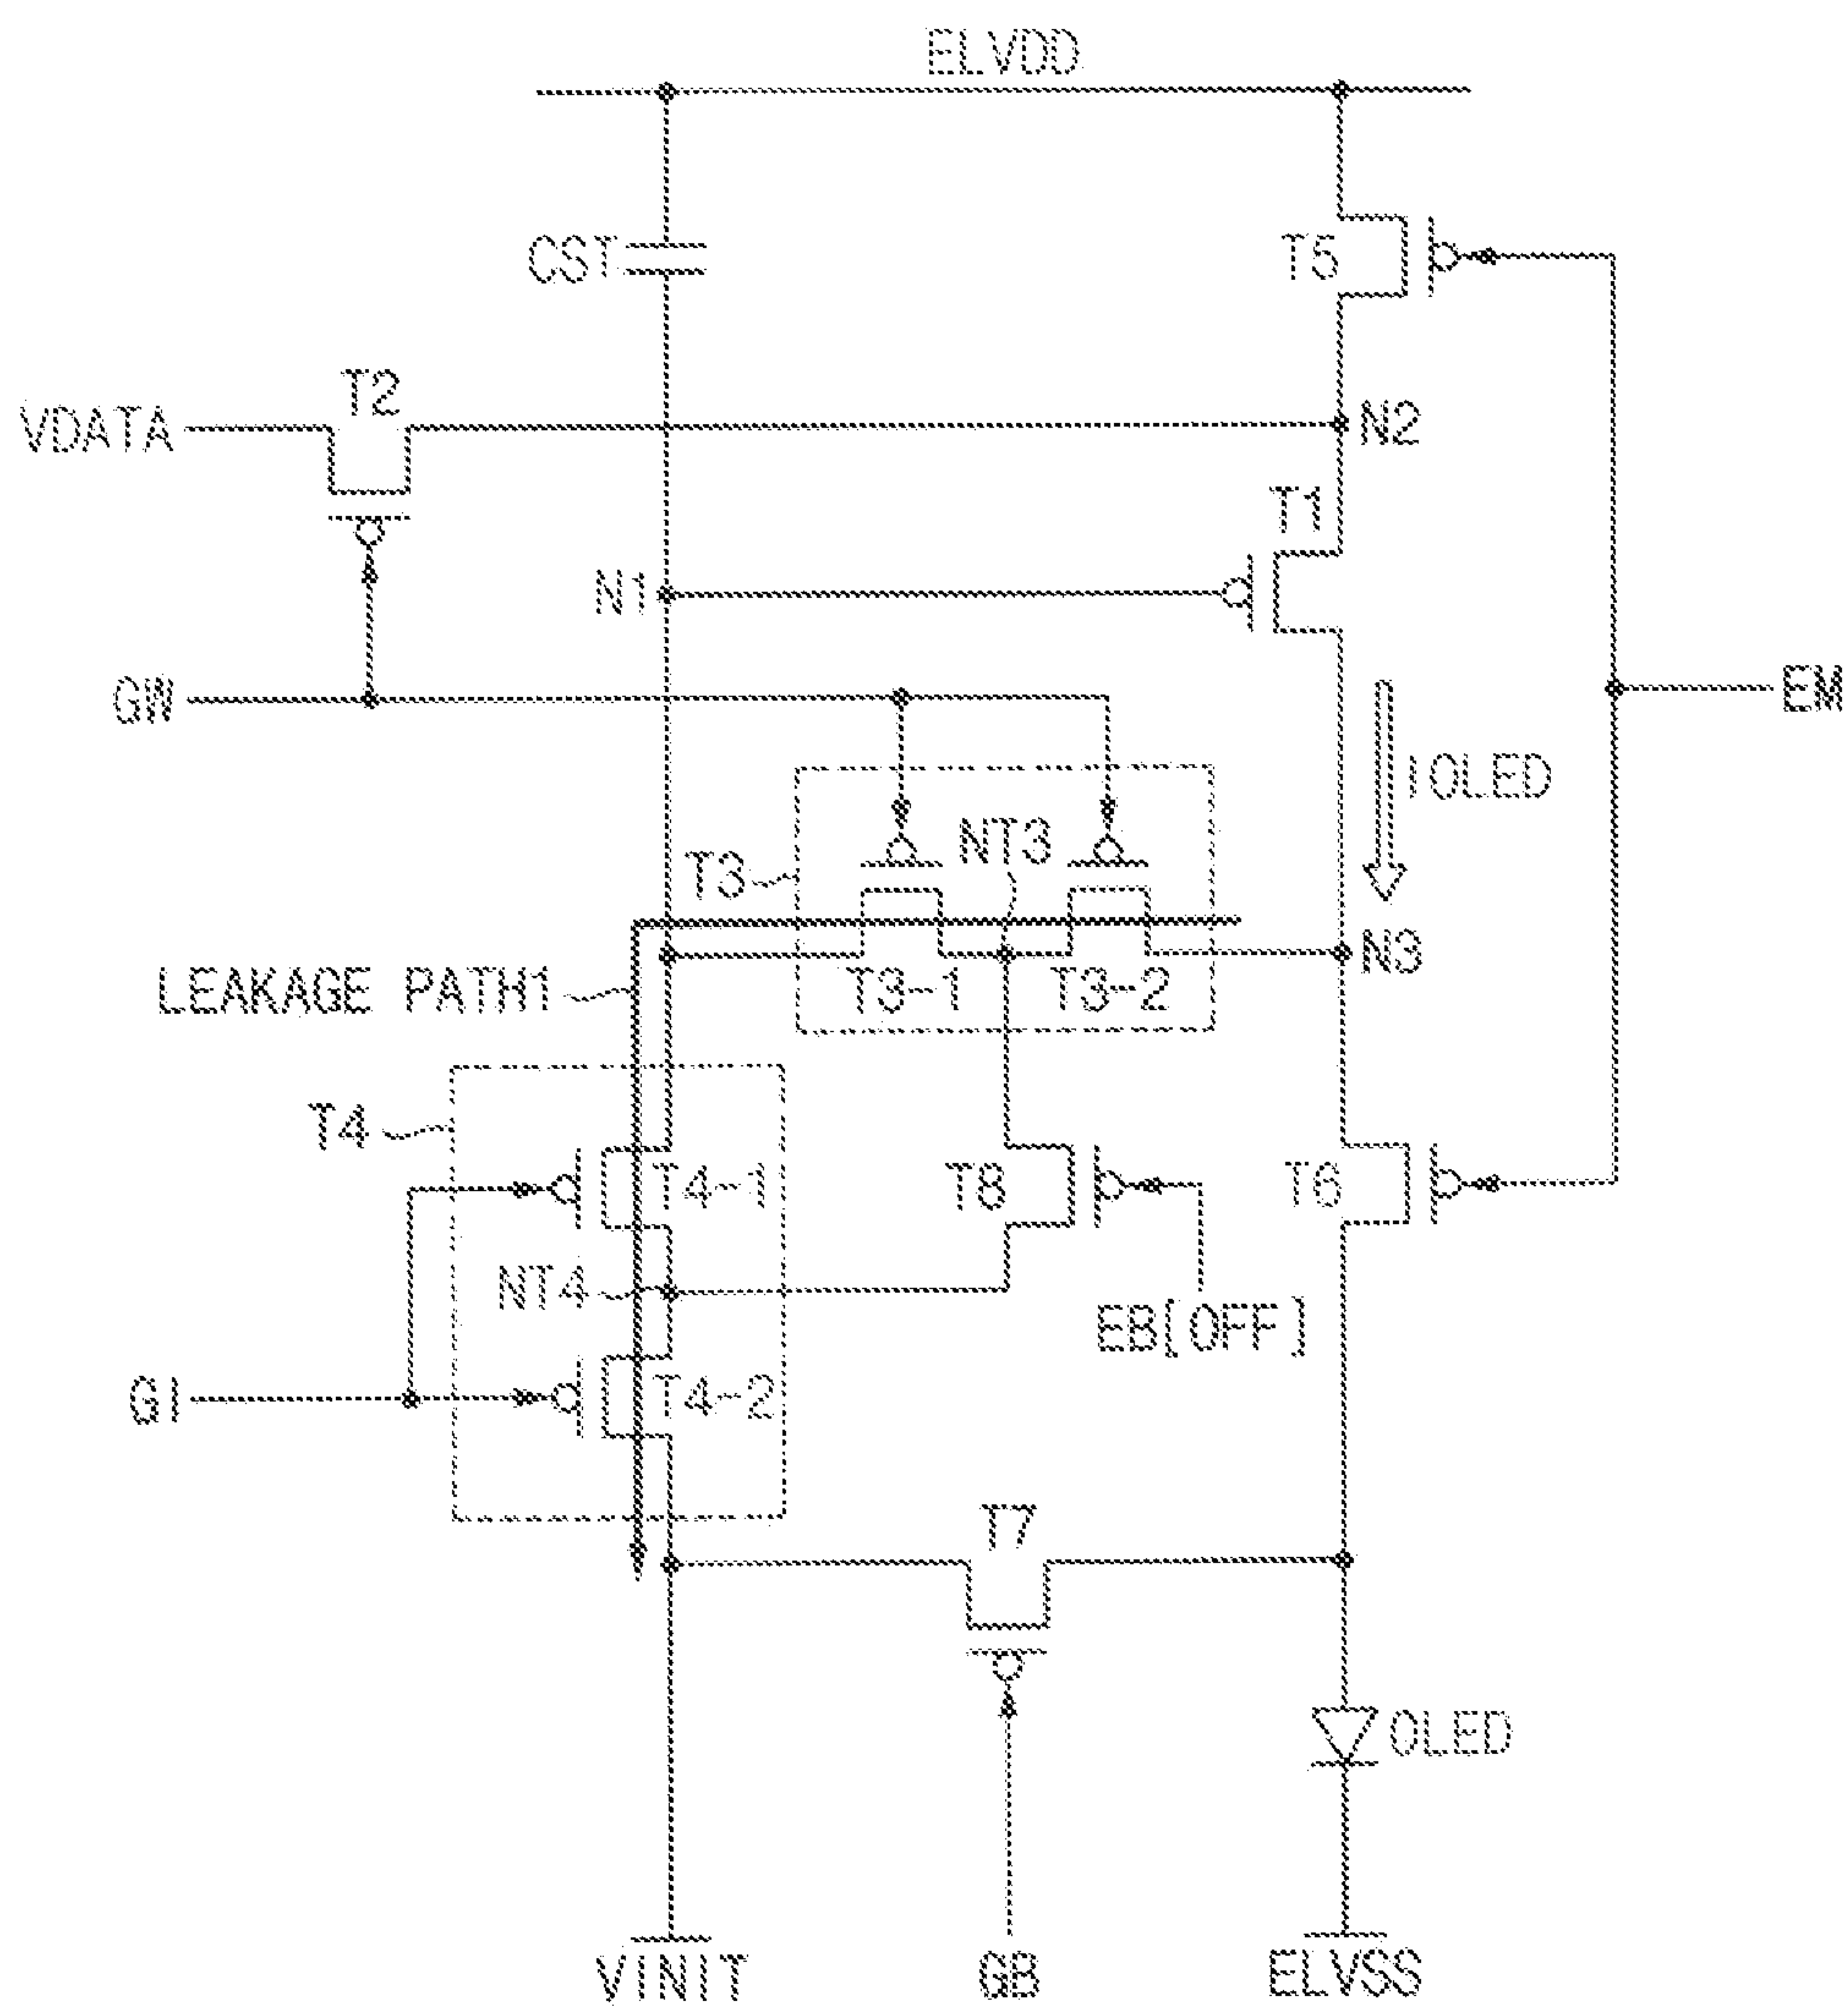 ELVDD
CST
T5
T2
VDATA
N2
T1
N1
GW
EM
IOLED
NT3
T3
N3
LEAKAGE PATH1
T3-1
T3-2
T4
T4-1
T8
T6
NT4
EB[OFF]
GI
T4-2
T7
OLED
VINIT
GB
ELVSS